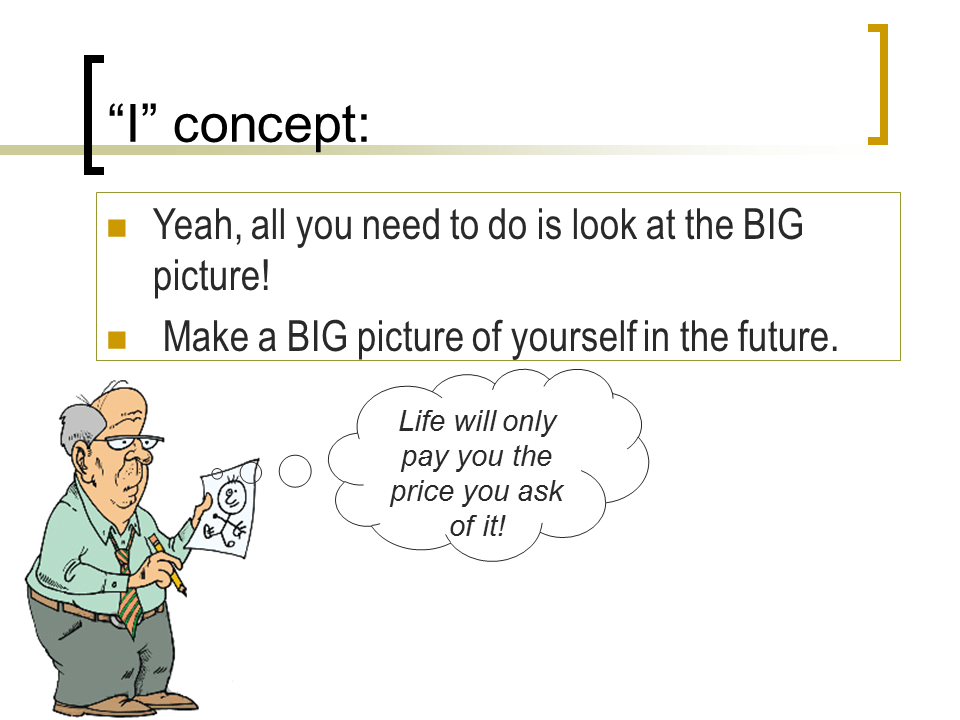 “I” concept:
Yeah, all you need to do is look at the BIG
picture!
Make a BIG picture of yourself in the future.
Life will only
pay you the
price you ask
of it!